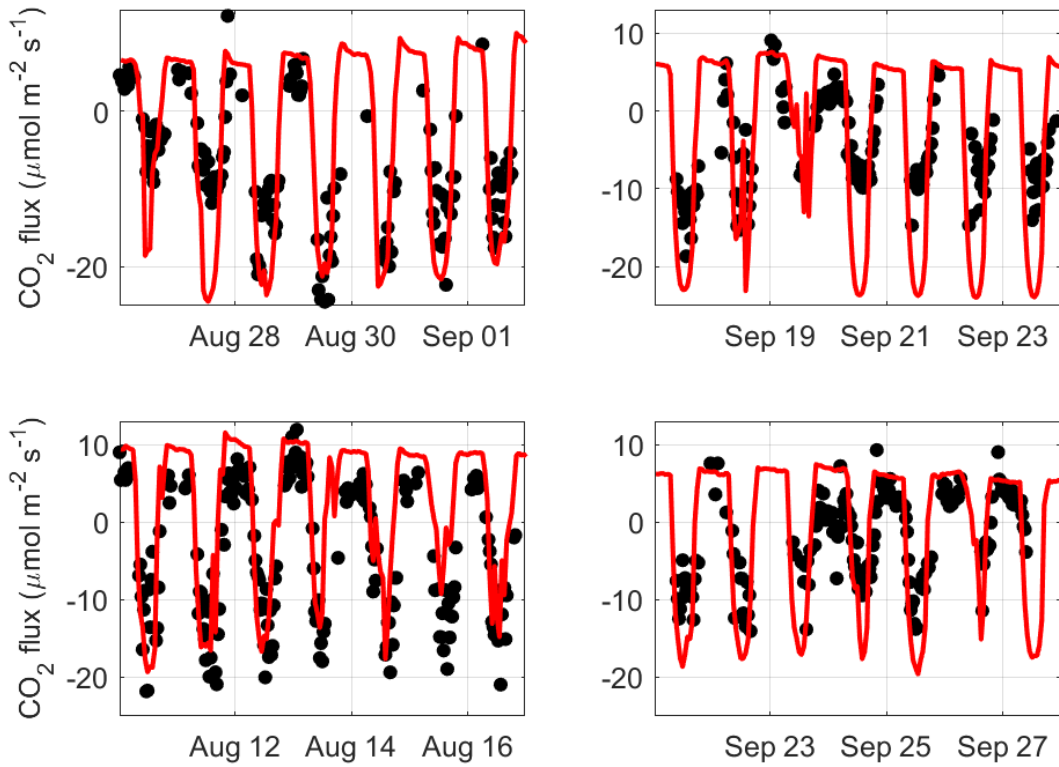 CO2 flux (μmol m−2 s−1)
0
-20
Aug 28
Aug 30
Sep 01
10
0
-10
-20
Sep 19
Sep 21
Sep 23
CO2 flux (μmol m−2 s−1)
10
0
-10
-20
Aug 12
Aug 14
Aug 16
10
0
-10
-20
Sep 23
Sep 25
Sep 27